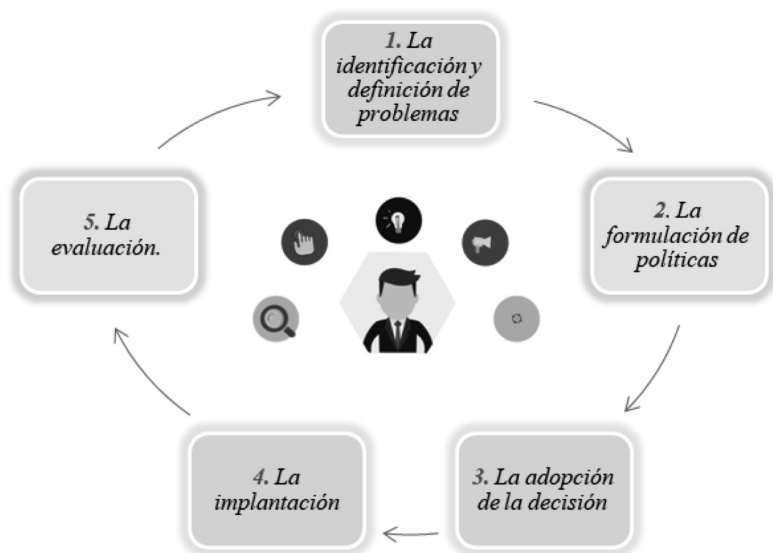 1. La
identificación y
definición de
problemas
2. La
formulación de
políticas
3. La adopción
de la decisión
4. La
implantación
5. La
evaluación.